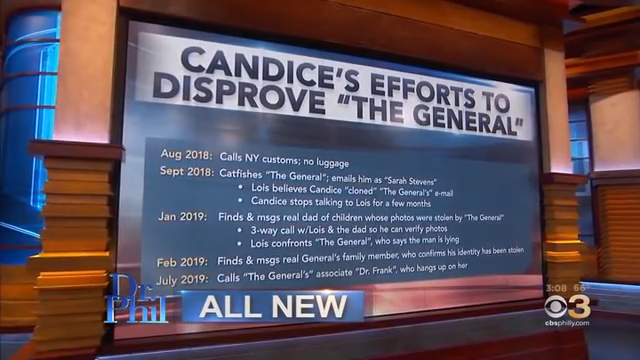 CANDICE'S EFFORTS TO
DISPROVE "THE GENERAL"
Aug 2018: Calls NY customs; no luggage
Sept 2018: Catfishes "The General"; emails him as "Sarah Stevens"
• Lois believes Candice "cloned" "The General's" e-mail
• Candice stops talking to Lois for a few months
Jan 2019: Finds & msgs real dad of children whose photos were stolen by "The General"
• 3-way call w/Lois & the dad so he can verify photos
• Lois confronts "The General", who says the man is lying
Feb 2019: Finds & msgs real General's family member, who confirms his identity has been stolen
July 2019: Calls "The General's" associate "Dr. Frank", who hangs up on her
Dr.
Phil
ALL NEW
3:08 66
3
cbsphilly.com